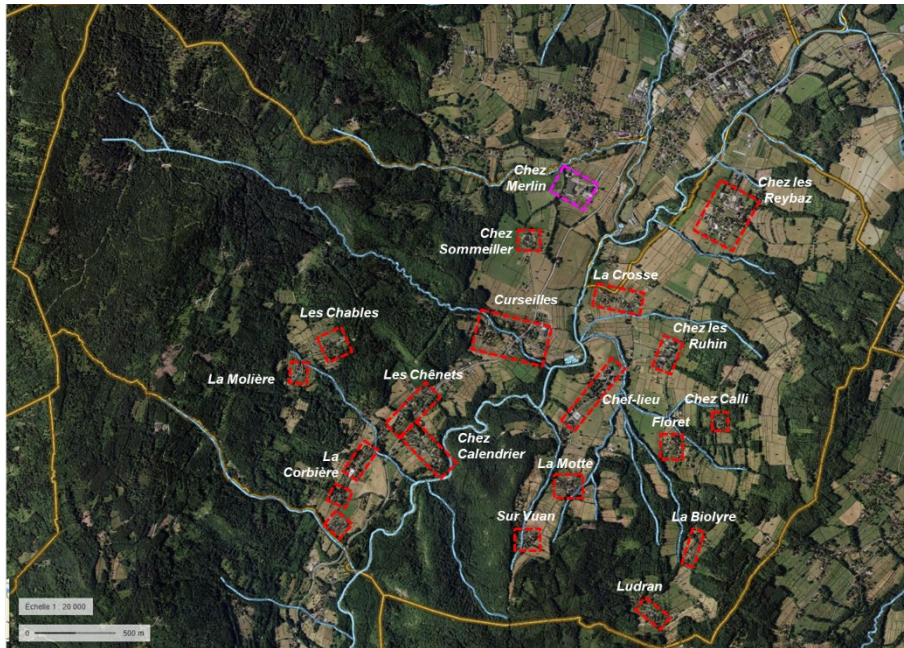 Chez
Merlin
Chez les
Reybaz
Chez
Sommeiller
La Crosse
Curseilles
Les Chables
Chez les
Ruhin
La Molière
Les Chênets
Chef-lieu
Chez Calli
Floret
Chez
Calendrier
La
Corbière
La Motte
Sur Vuan
La Biolyre
Ludran
Échelle 1 : 20 000
0 500 m